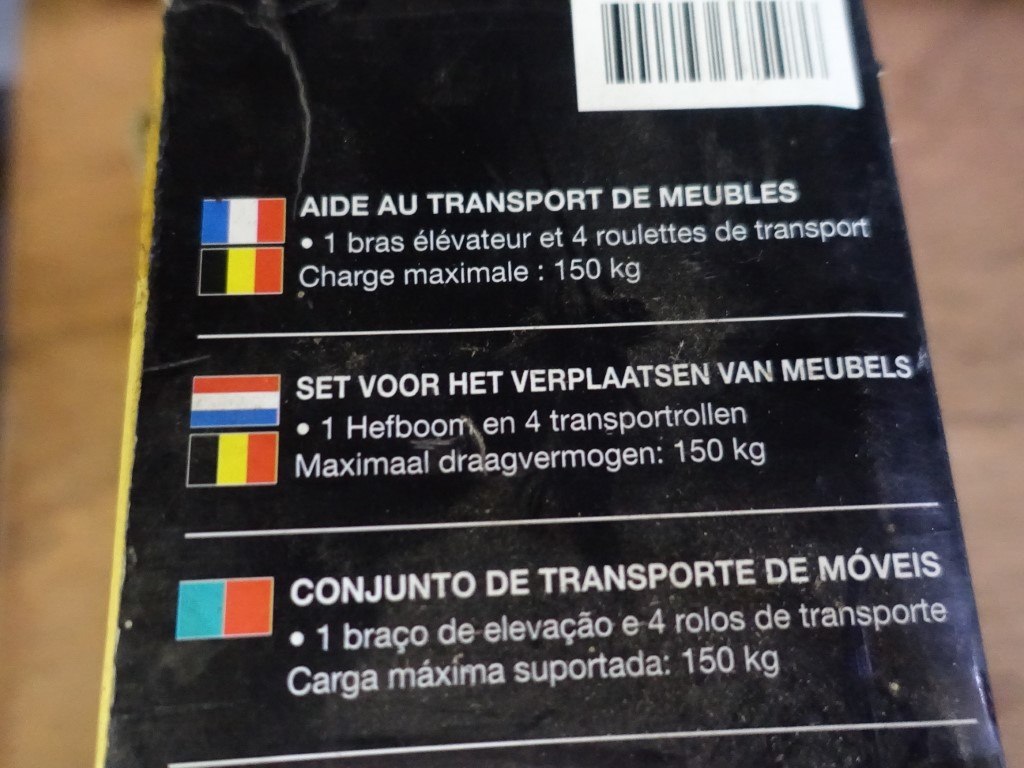 AIDE AU TRANSPORT DE MEUBLES
• 1 bras élévateur et 4 roulettes de transport
Charge maximale : 150 kg
SET VOOR HET VERPLAATSEN VAN MEUBELS
• 1 Hefboom en 4 transportrollen
Maximaal draagvermogen: 150 kg
CONJUNTO DE TRANSPORTE DE MÓVEIS
• 1 braço de elevação e 4 rolos de transporte
Carga máxima suportada: 150 kg